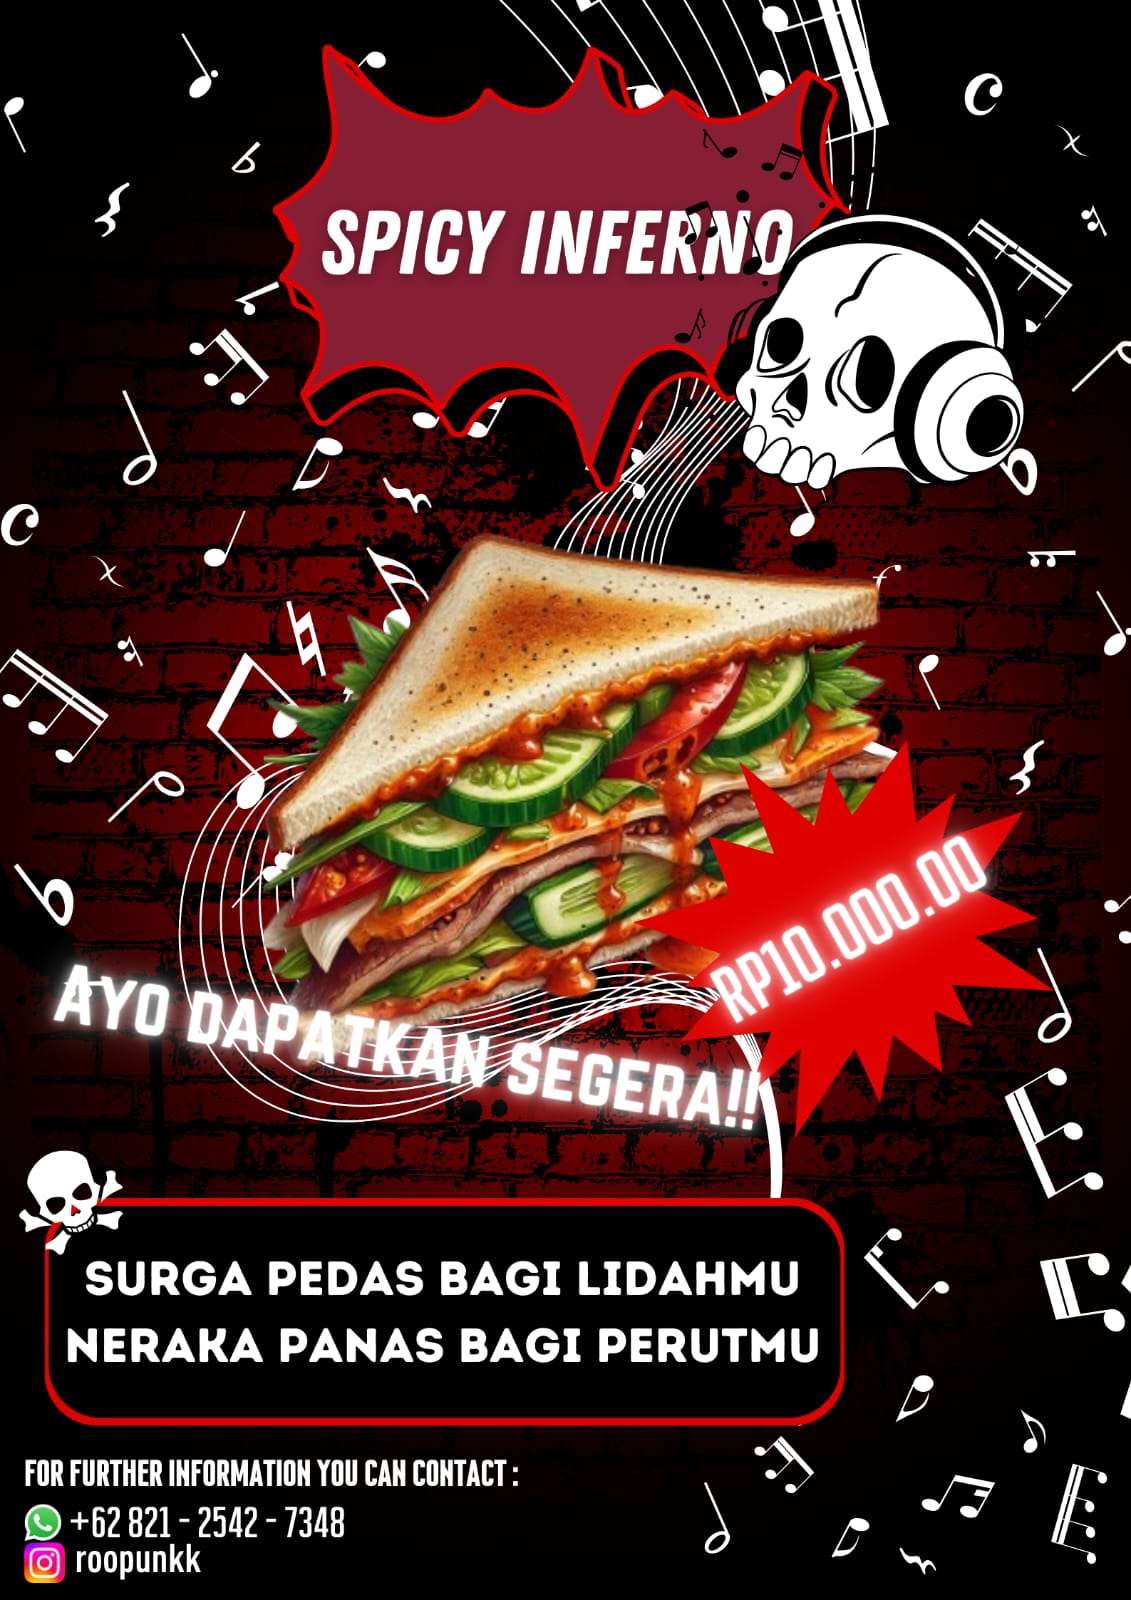 SPICY INFERNO
RP10.000.00
AYO DAPATKAN SEGERA!!
SURGA PEDAS BAGI LIDAHMU
NERAKA PANAS BAGI PERUTMU
FOR FURTHER INFORMATION YOU CAN CONTACT :
+62 821 - 2542 - 7348
roopunkk